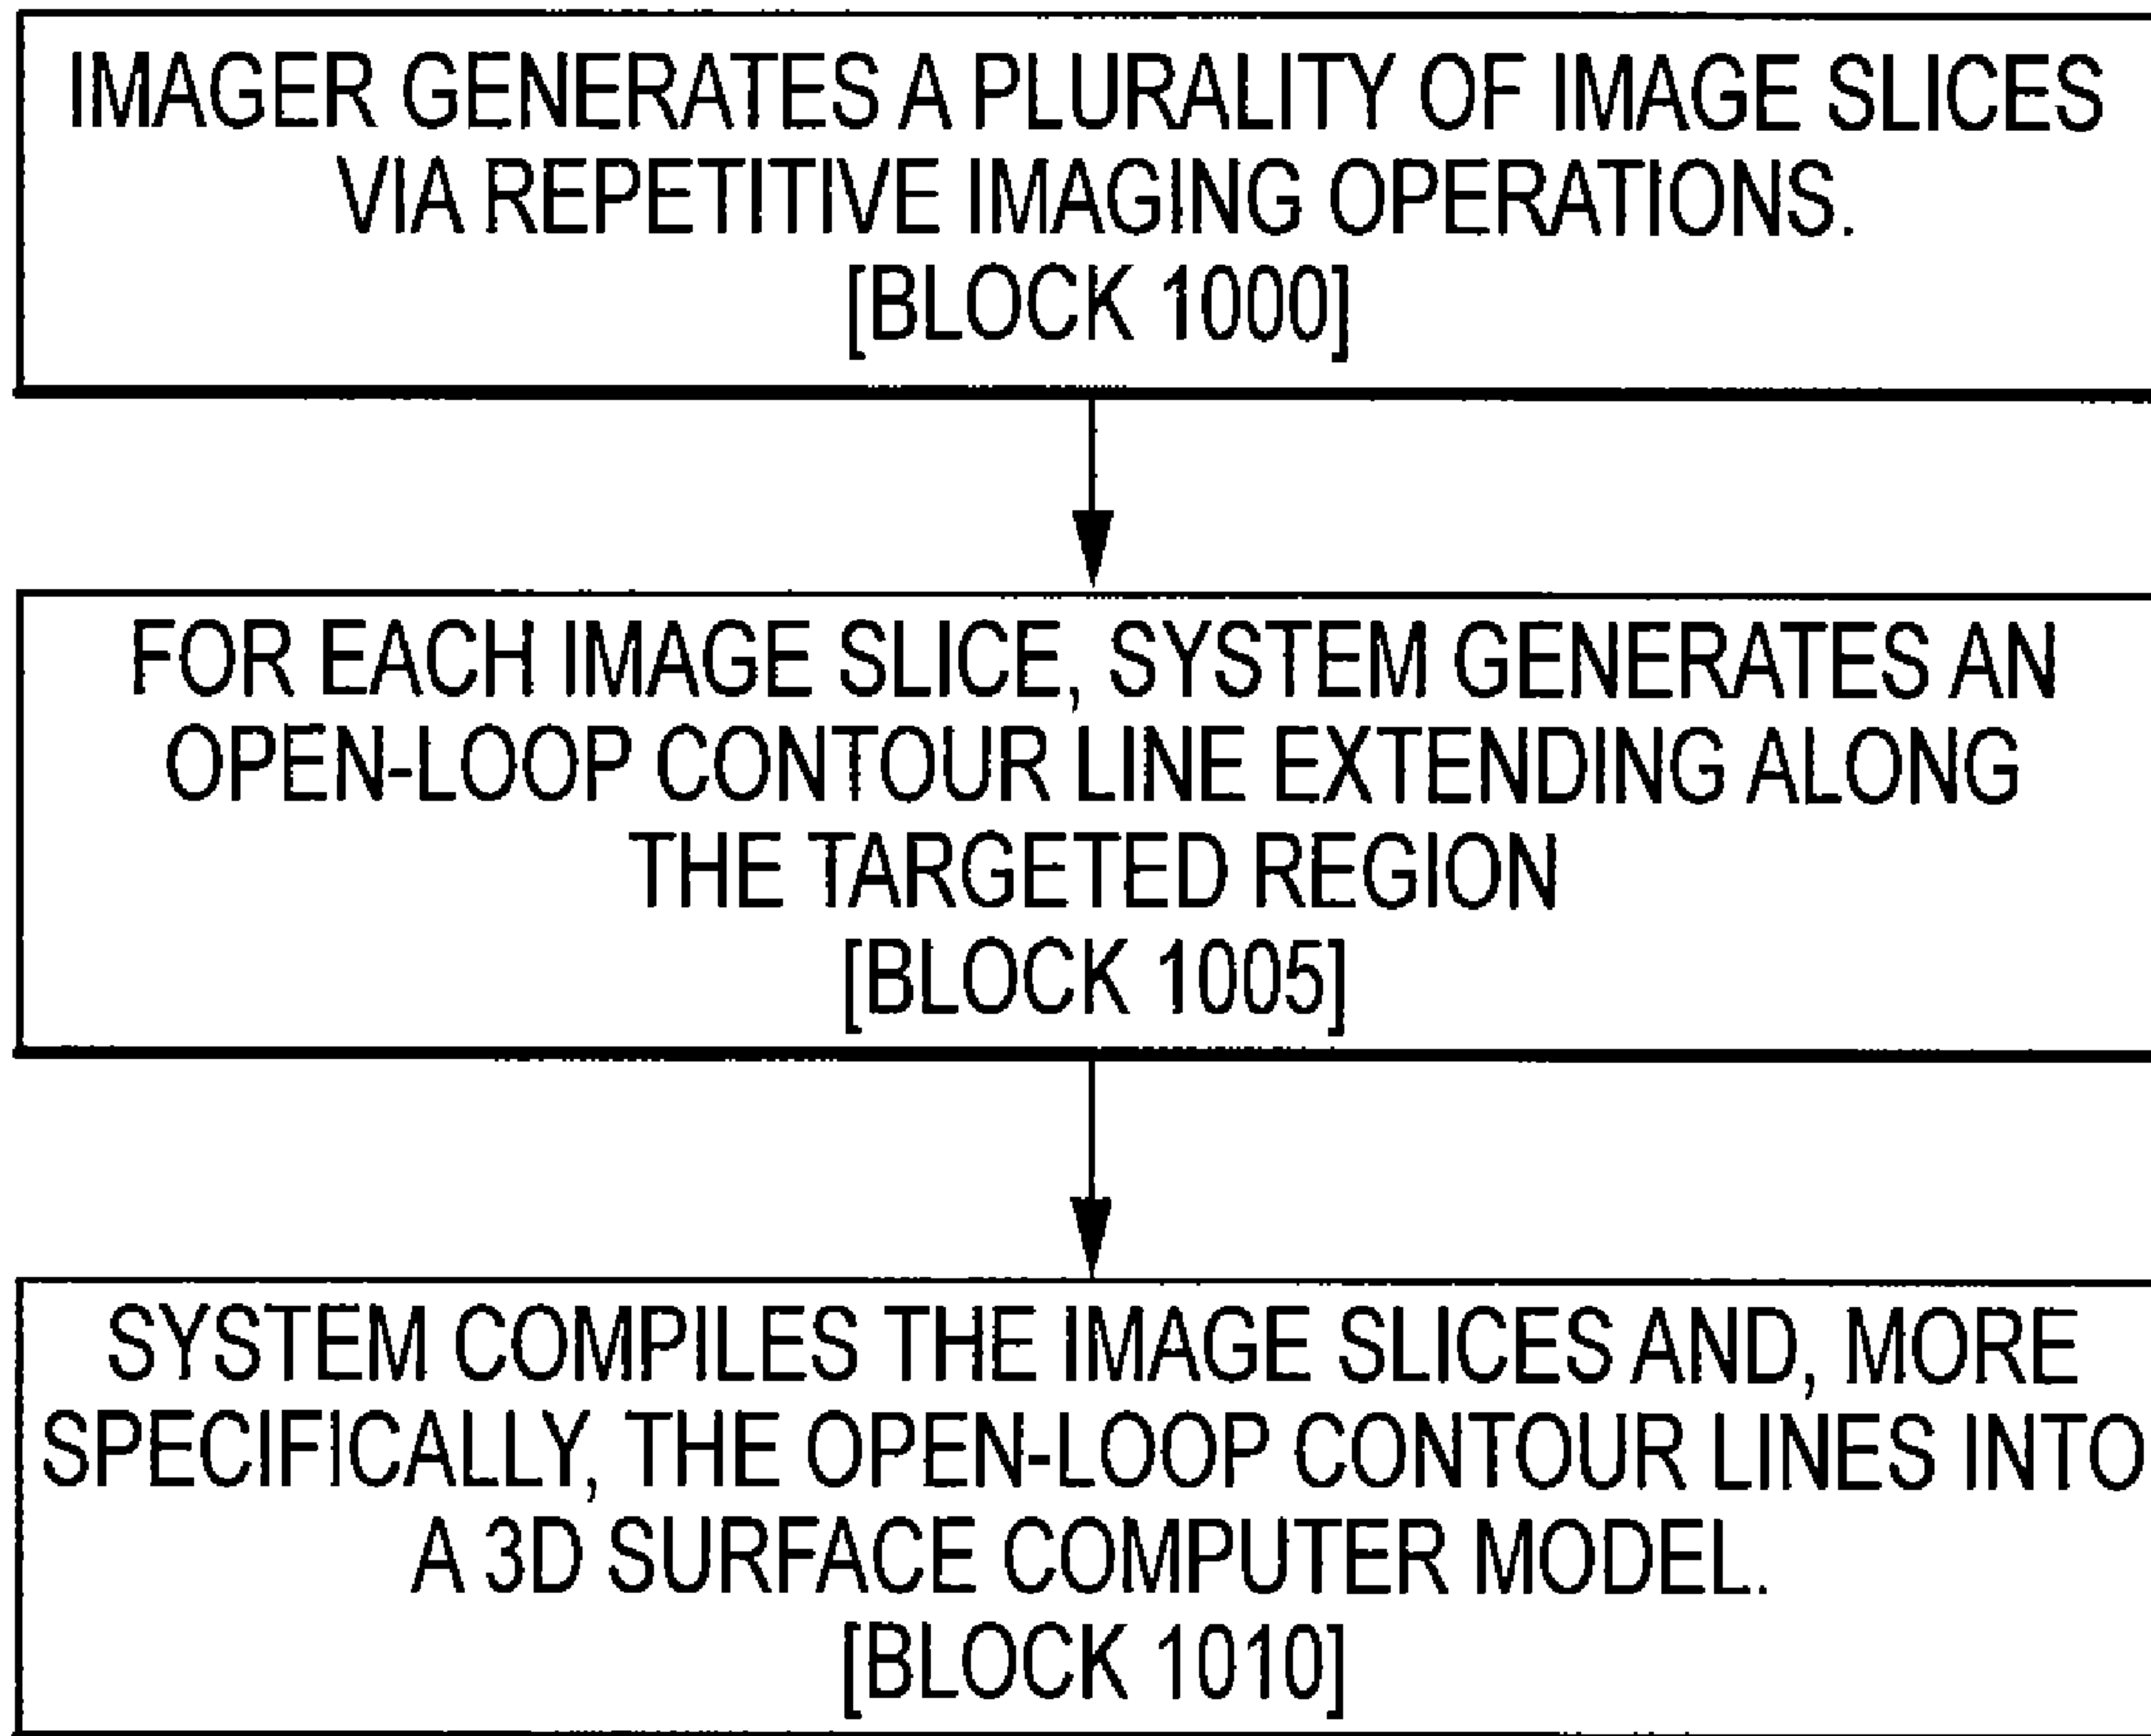 IMAGER GENERATES A PLURALITY OF IMAGE SLICES
VIA REPETITIVE IMAGING OPERATIONS.
[BLOCK 1000]
FOR EACH IMAGE SLICE, SYSTEM GENERATES AN
OPEN-LOOP CONTOUR LINE EXTENDING ALONG
THE TARGETED REGION
[BLOCK 1005]
SYSTEM COMPILES THE IMAGE SLICES AND, MORE
SPECIFICALLY, THE OPEN-LOOP CONTOUR LINES INTO
A 3D SURFACE COMPUTER MODEL.
[BLOCK 1010]